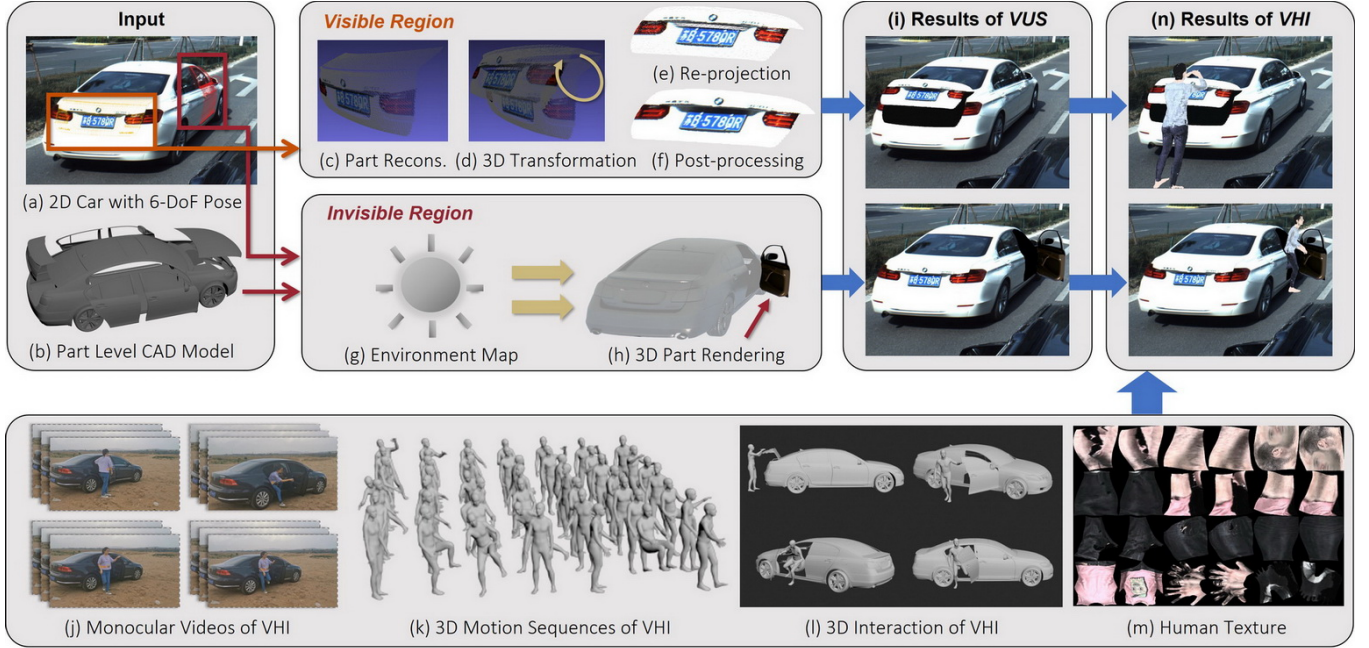 Input
(a) 2D Car with 6-DoF Pose
(b) Part Level CAD Model
Visible Region
(c) Part Recons.
(d) 3D Transformation
(e) Re-projection
(f) Post-processing
Invisible Region
(g) Environment Map
(h) 3D Part Rendering
(i) Results of VUS
(n) Results of VHI
(j) Monocular Videos of VHI
(k) 3D Motion Sequences of VHI
(l) 3D Interaction of VHI
(m) Human Texture